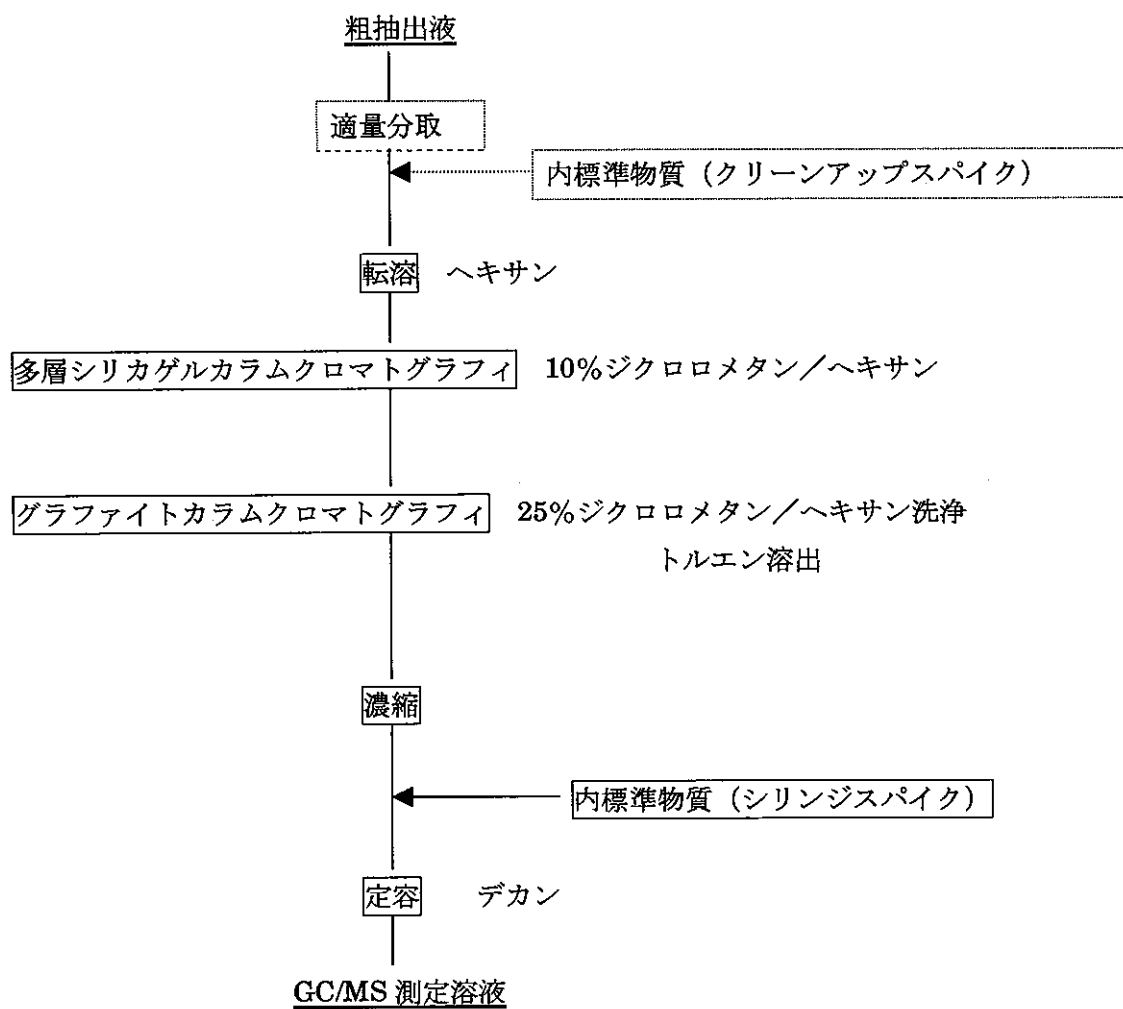 粗抽出液
適量分取
内標準物質（クリーンアップスパイク）
転溶 ヘキサン
多層シリカゲルカラムクロマトグラフィ 10%ジクロロメタン／ヘキサン
グラファイトカラムクロマトグラフィ 25%ジクロロメタン／ヘキサン洗浄
トルエン溶出
濃縮
内標準物質（シリンジスパイク）
定容 デカン
GC/MS 測定溶液